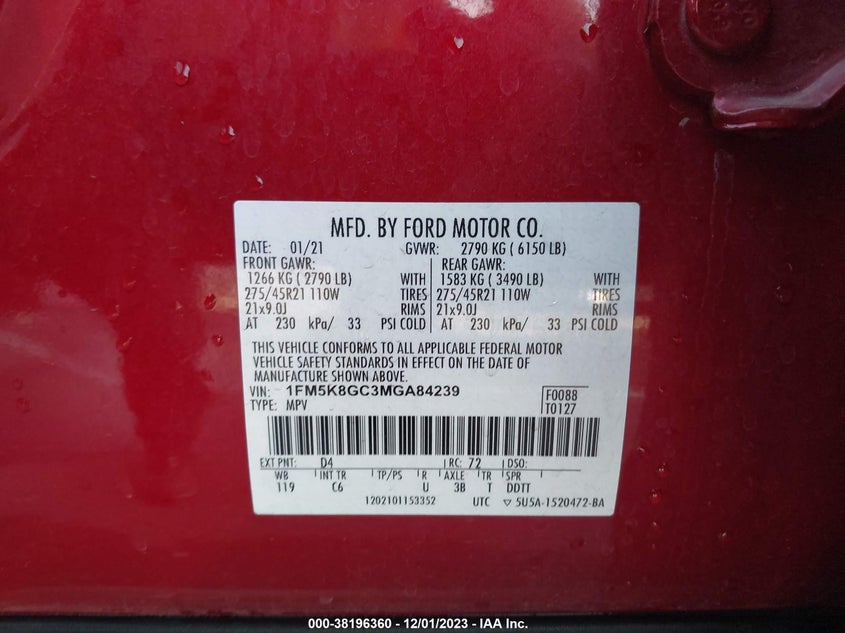 MFD. BY FORD MOTOR CO.
DATE: 01/21 GVWR: 2790 KG ( 6150 LB)
FRONT GAWR: REAR GAWR:
1266 KG ( 2790 LB) WITH 1583 KG ( 3490 LB) WITH
275/45R21 110W TIRES 275/45R21 110W TIRES
21x9.0J RIMS 21x9.0J RIMS
AT 230 kPa/ 33 PSI COLD AT 230 kPa/ 33 PSI COLD
THIS VEHICLE CONFORMS TO ALL APPLICABLE FEDERAL MOTOR
VEHICLE SAFETY STANDARDS IN EFFECT ON THE DATE OF
MANUFACTURE SHOWN ABOVE.
VIN: 1FM5K8GC3MGA84239 F0088
TYPE: MPV T0127
EXT PNT: D4 RC: 72 DSO:
WB INT TR TP/PS R AXLE TR SPR
119 C6 U 3B T DDTT
1202101153352 UTC ▽ 5U5A-1520472-BA
000-38196360 - 12/01/2023 - IAA Inc.